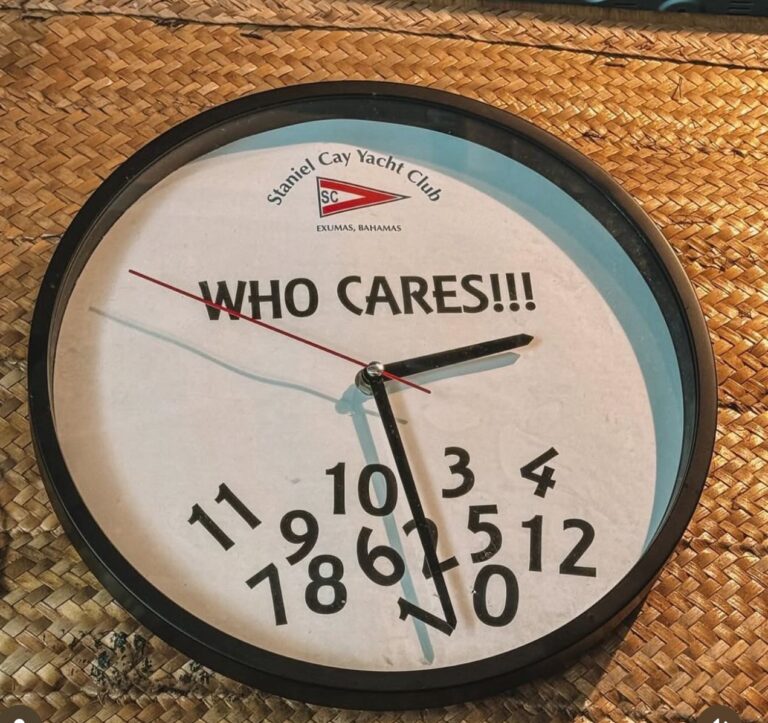 Staniel Cay Yacht Club
SC
EXUMAS, BAHAMAS
WHO CARES!!!
3 4
11 10
9 6 2 5 12
7 8 1 0